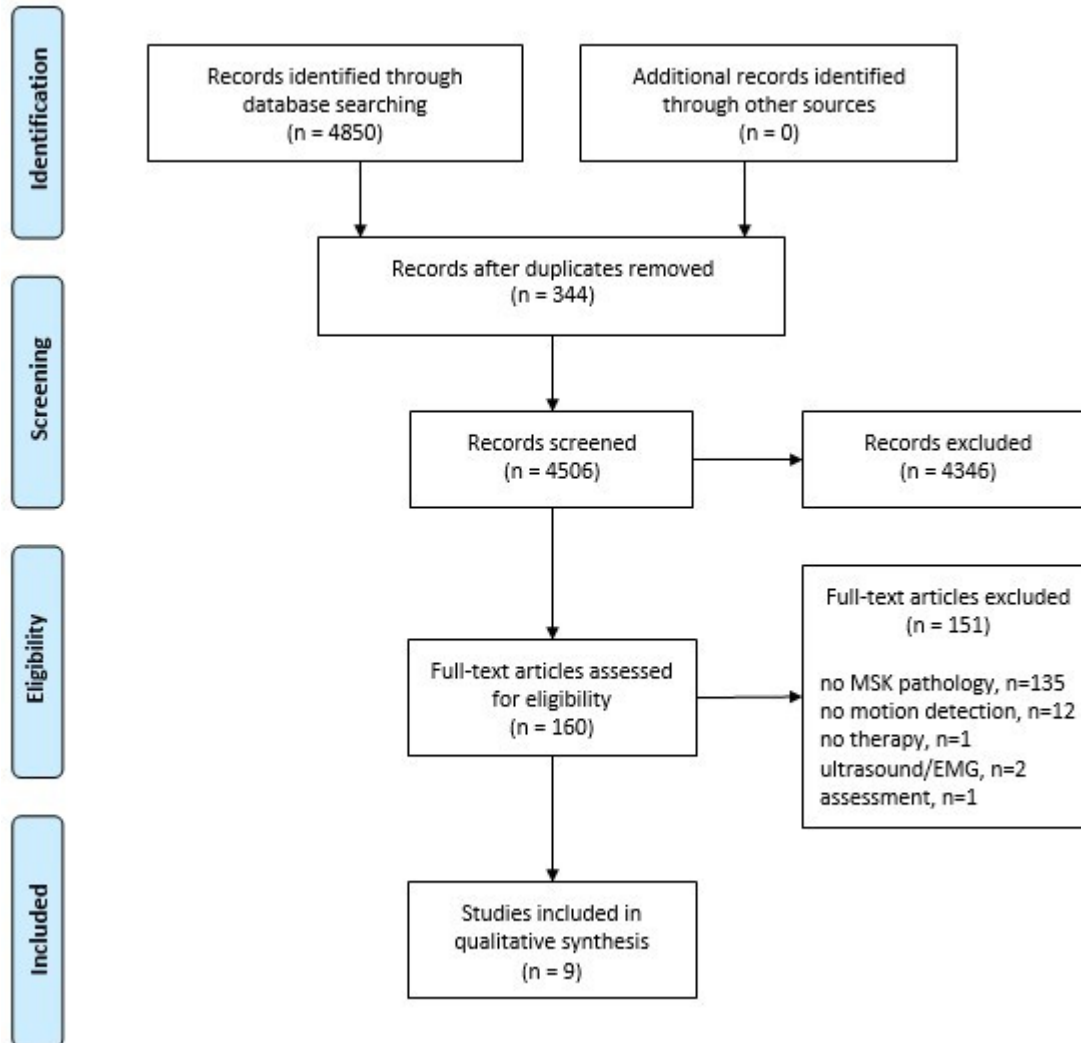 Identification
Records identified through
database searching
(n = 4850)
Additional records identified
through other sources
(n = 0)
Records after duplicates removed
(n = 344)
Screening
Records screened
(n = 4506)
Records excluded
(n = 4346)
Eligibility
Full-text articles assessed
for eligibility
(n = 160)
Full-text articles excluded
(n = 151)
no MSK pathology, n=135
no motion detection, n=12
no therapy, n=1
ultrasound/EMG, n=2
assessment, n=1
Included
Studies included in
qualitative synthesis
(n = 9)